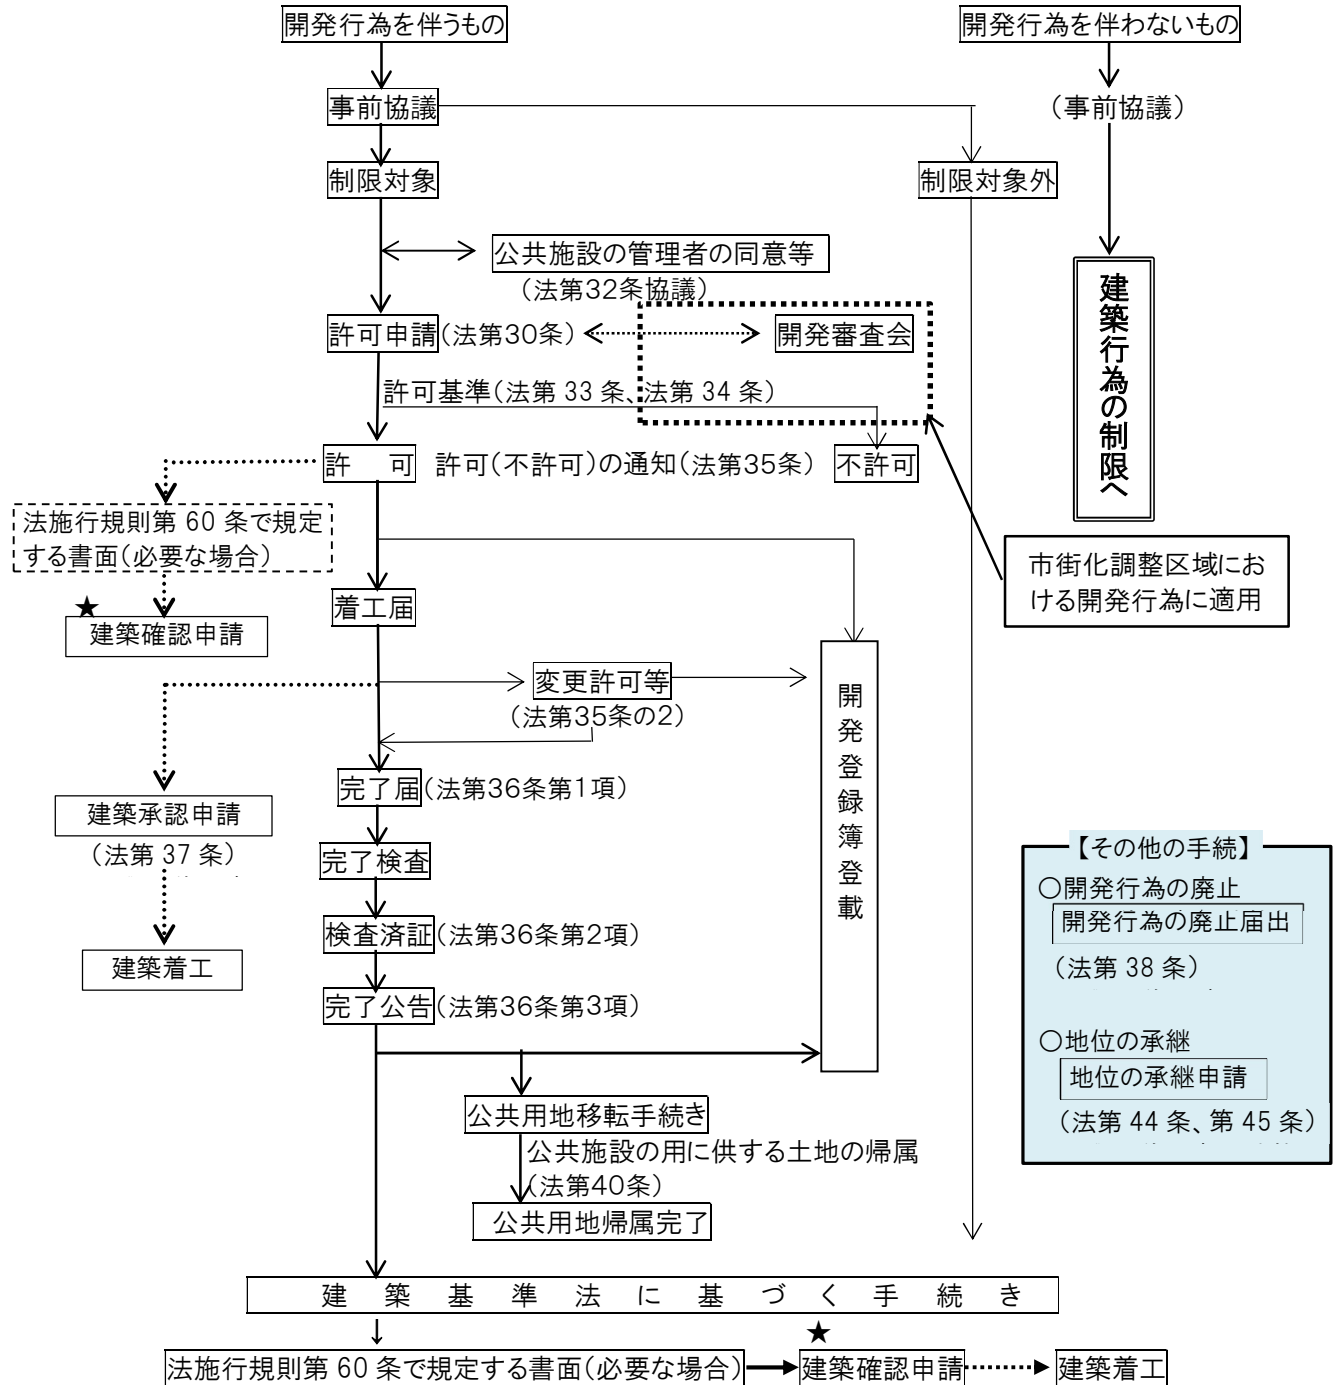 開発行為を伴うもの
開発行為を伴わないもの
事前協議
（事前協議）
制限対象
制限対象外
公共施設の管理者の同意等
（法第32条協議）
建築行為の制限へ
許可申請(法第30条)
開発審査会
許可基準(法第 33 条、法第 34 条)
許　可
許可(不許可)の通知(法第35条)
不許可
法施行規則第 60 条で規定
する書面(必要な場合)
市街化調整区域にお
ける開発行為に適用
着工届
★
建築確認申請
変更許可等
(法第35条の2)
開発登録簿登載
完了届(法第36条第1項)
建築承認申請
(法第 37 条)
完了検査
検査済証(法第36条第2項)
建築着工
完了公告(法第36条第3項)
【その他の手続】
○開発行為の廃止
開発行為の廃止届出
(法第 38 条)
○地位の承継
地位の承継申請
(法第 44 条、第 45 条)
公共用地移転手続き
公共施設の用に供する土地の帰属
(法第40条)
公共用地帰属完了
建築基準法に基づく手続き
★
法施行規則第 60 条で規定する書面(必要な場合)
建築確認申請
建築着工